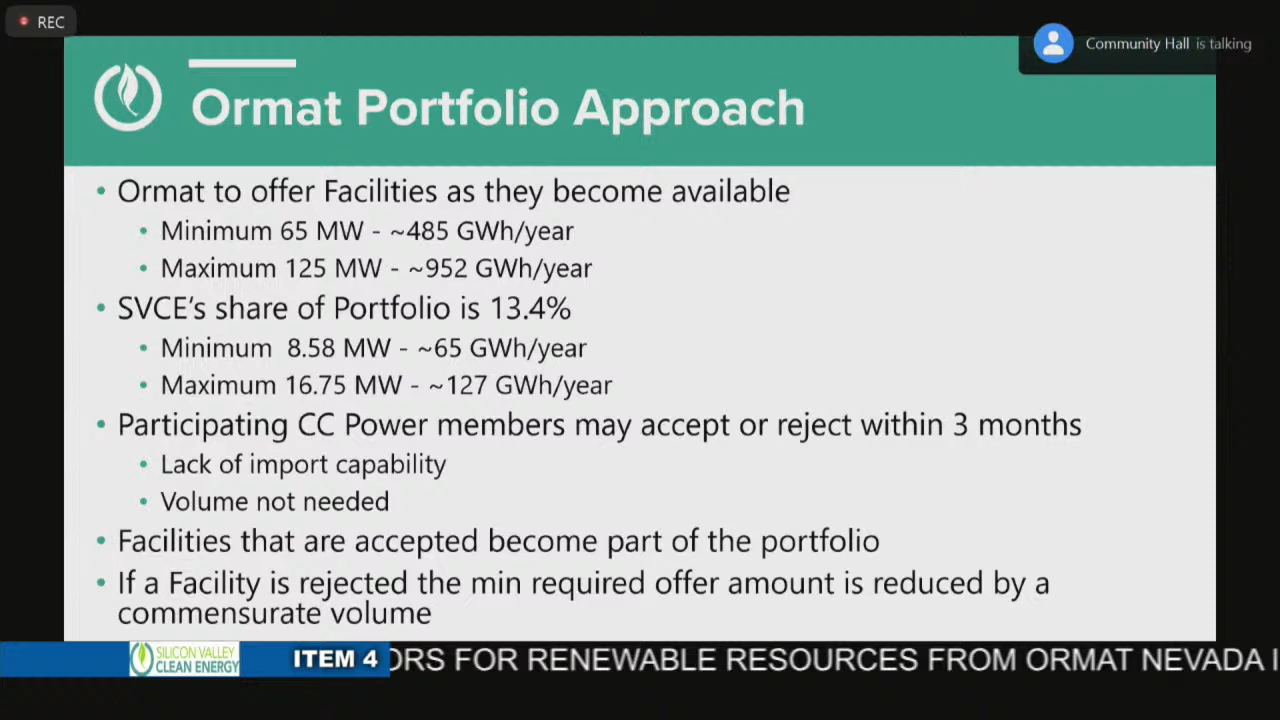 REC
Community Hall is talking
Ormat Portfolio Approach
• Ormat to offer Facilities as they become available
• Minimum 65 MW - ~485 GWh/year
• Maximum 125 MW - ~952 GWh/year
• SVCE's share of Portfolio is 13.4%
• Minimum 8.58 MW - ~65 GWh/year
• Maximum 16.75 MW - ~127 GWh/year
• Participating CC Power members may accept or reject within 3 months
• Lack of import capability
• Volume not needed
• Facilities that are accepted become part of the portfolio
• If a Facility is rejected the min required offer amount is reduced by a
commensurate volume
SILICON VALLEY
CLEAN ENERGY
ITEM 4
ORS FOR RENEWABLE RESOURCES FROM ORMAT NEVADA I